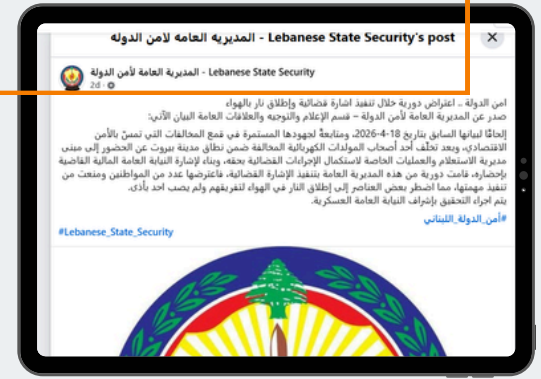 المديرية العامة لأمن الدولة - Lebanese State Security's post
المديرية العامة لأمن الدولة - Lebanese State Security
2d
امن الدولة .. اعتراض دورية خلال تنفيذ اشارة قضائية وإطلاق نار بالهواء
صدر عن المديرية العامة لأمن الدولة – قسم الإعلام والتوجيه والعلاقات العامة البيان الآتي:
إلحاقًا لبيانها السابق بتاريخ 18-4-2026، ومتابعةً لجهودها المستمرة في قمع المخالفات التي تمسّ بالأمن
الاقتصادي، وبعد تخلّف أحد أصحاب المولدات الكهربائية المخالفة ضمن نطاق مدينة بيروت عن الحضور إلى مبنى
مديرية الاستعلام والعمليات الخاصة لاستكمال الإجراءات القضائية بحقه، وبناء لإشارة النيابة العامة المالية القاضية
بإحضاره، قامت دورية من هذه المديرية العامة بتنفيذ الإشارة القضائية، فاعترضها عدد من المواطنين ومنعت من
تنفيذ مهمتها، مما اضطر بعض العناصر إلى إطلاق النار في الهواء لتفريقهم ولم يصب احد بأذى.
يتم اجراء التحقيق بإشراف النيابة العامة العسكرية.
#أمن_الدولة_اللبناني
#Lebanese_State_Security